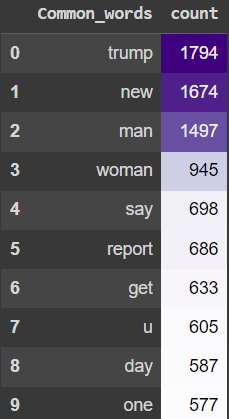 Common_words count
0 trump 1794
1 new 1674
2 man 1497
3 woman 945
4 say 698
5 report 686
6 get 633
7 u 605
8 day 587
9 one 577